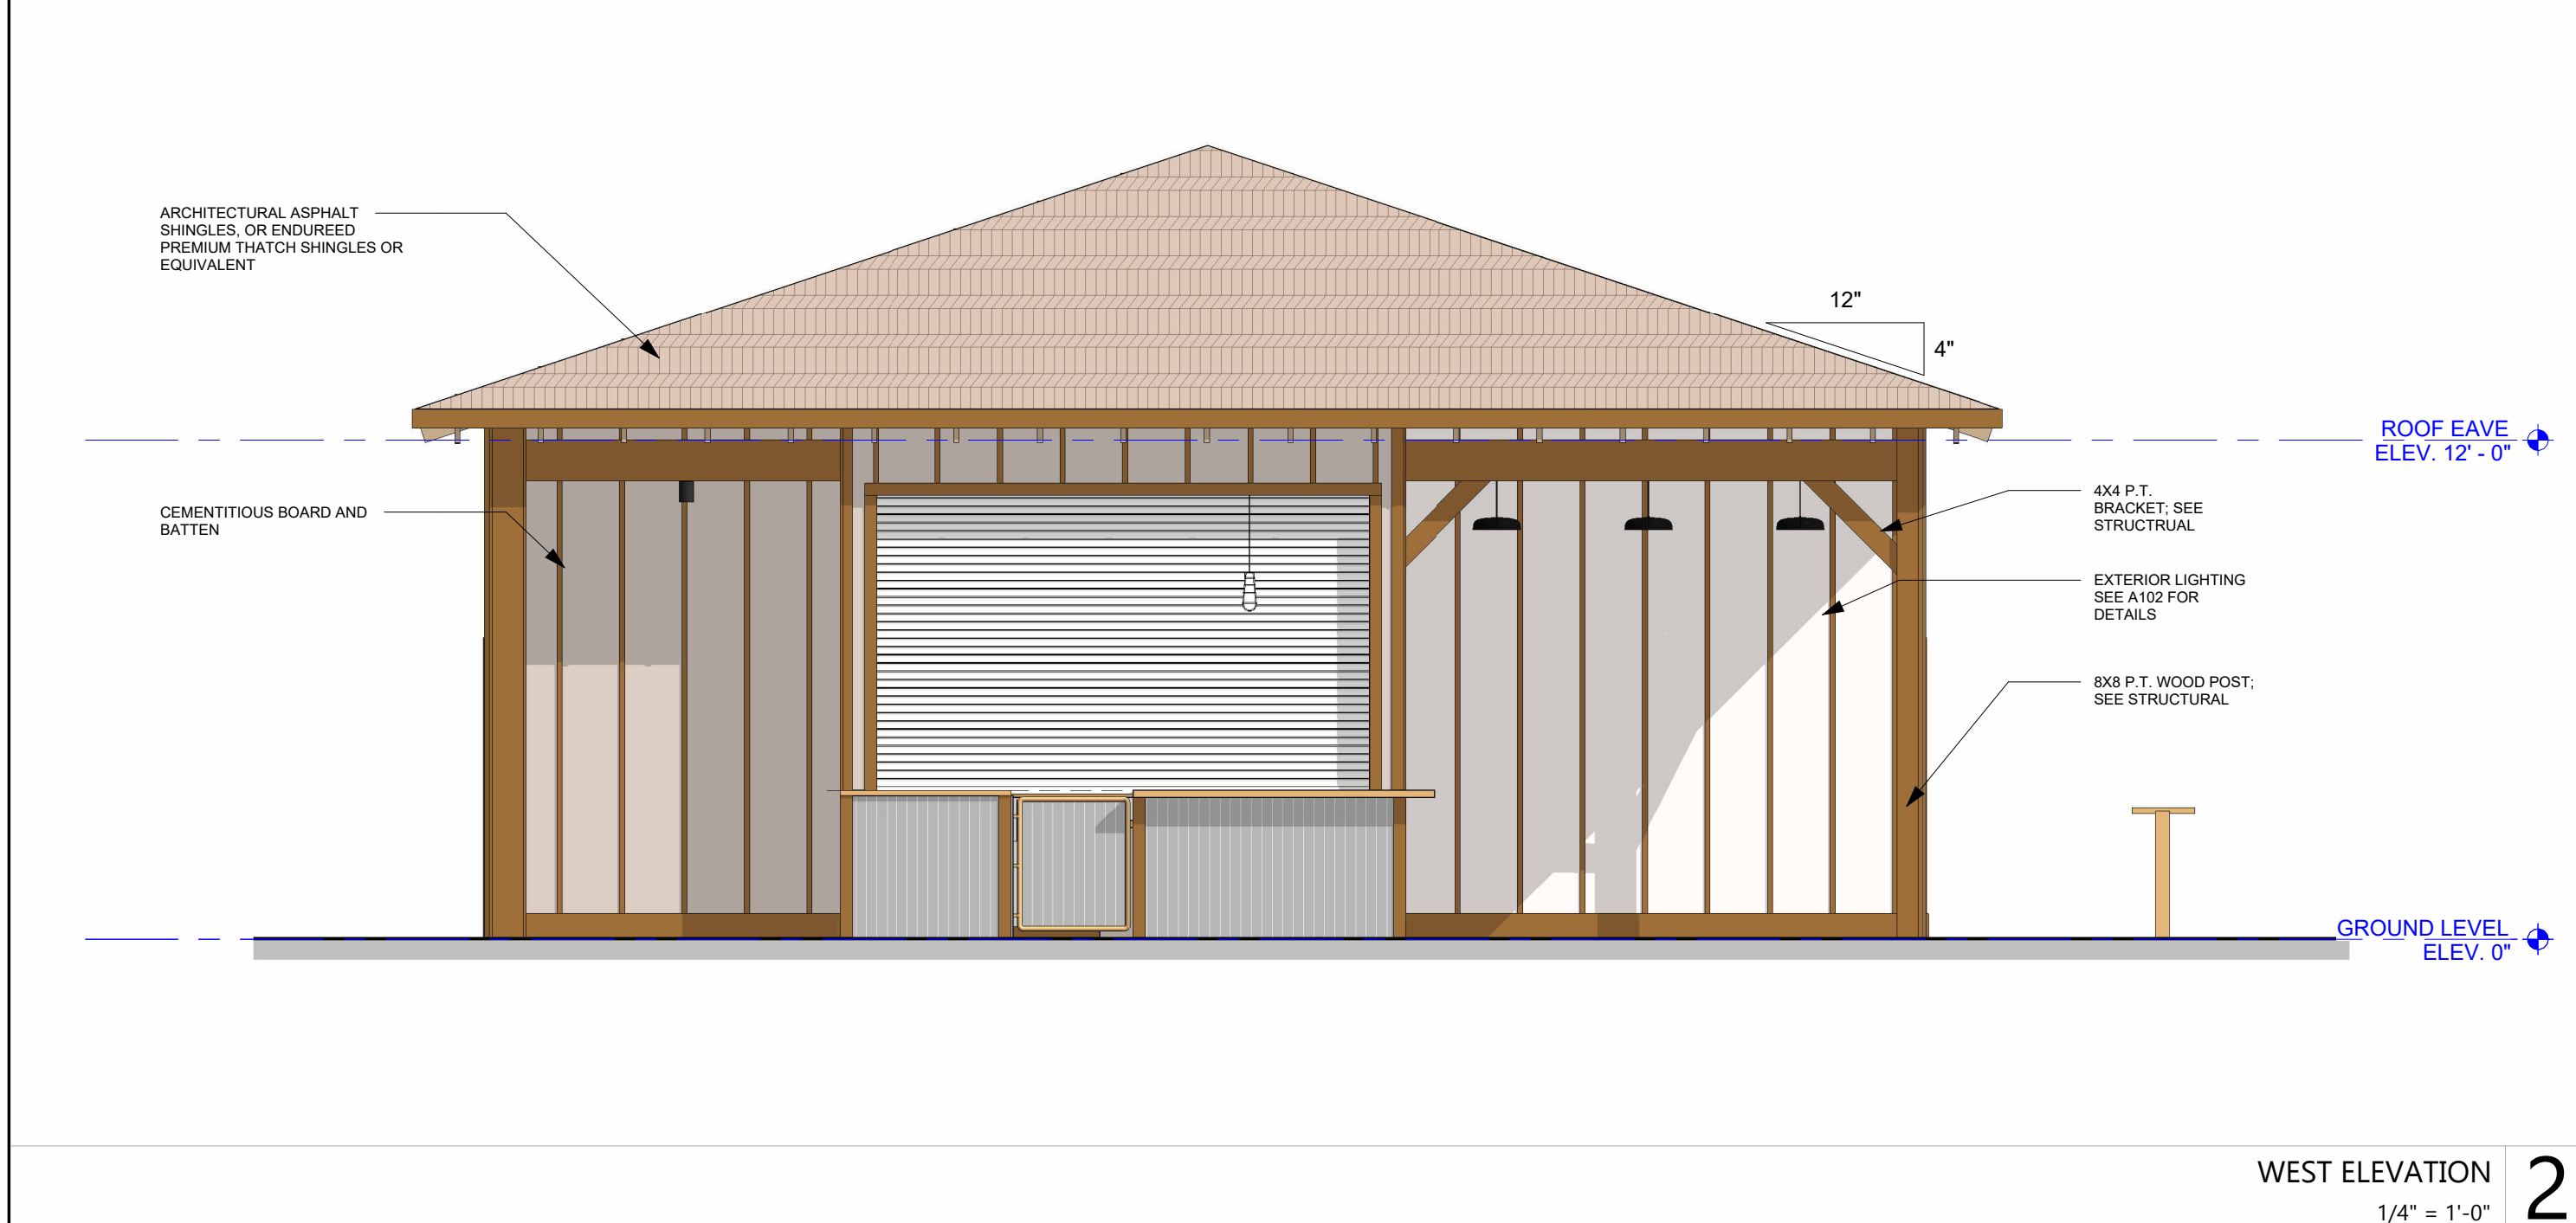 ARCHITECTURAL ASPHALT
SHINGLES, OR ENDUREED
PREMIUM THATCH SHINGLES OR
EQUIVALENT
12"
4"
ROOF EAVE
ELEV. 12' - 0"
CEMENTITIOUS BOARD AND
BATTEN
4X4 P.T.
BRACKET; SEE
STRUCTRUAL
EXTERIOR LIGHTING
SEE A102 FOR
DETAILS
8X8 P.T. WOOD POST;
SEE STRUCTURAL
GROUND LEVEL
ELEV. 0"
WEST ELEVATION
1/4" = 1'-0"
2